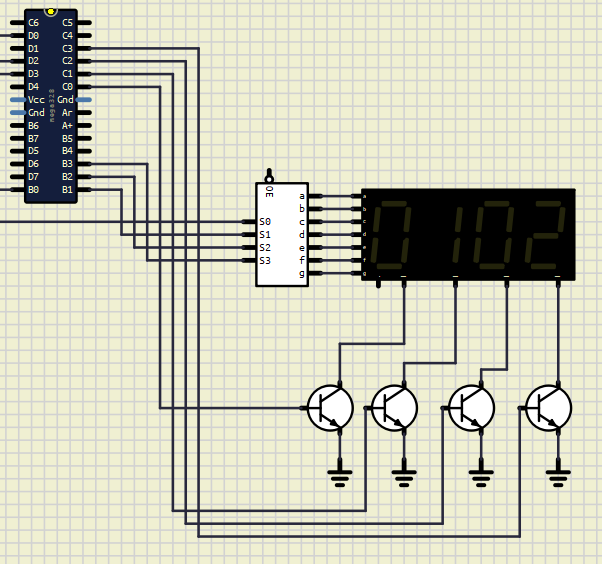 C6 C5
D0 C4
D1 C3
D2 C2
D3 C1
D4 C0
Vcc Gnd
Gnd Ar
B6 A+
B7 B5
D5 B4
D6 B3
D7 B2
B0 B1
mega328
OE
a
b
S0 c
S1 d
S2 e
S3 f
g
a
b
c
d
e
f
g
0102